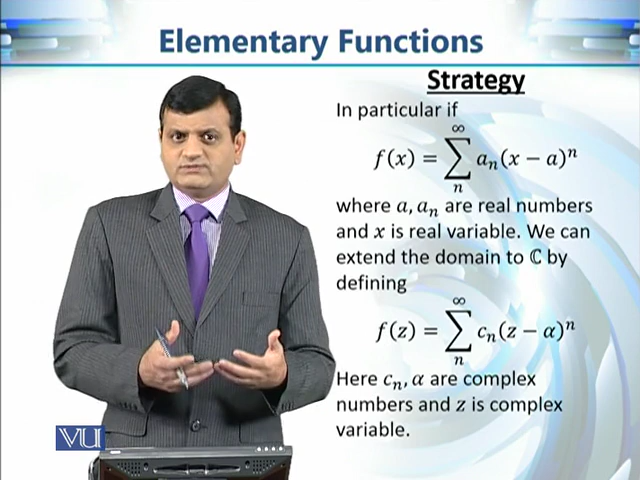 Elementary Functions
Strategy
In particular if
f(x) = ∑_n^∞ a_n(x − a)^n
where a, a_n are real numbers
and x is real variable. We can
extend the domain to ℂ by
defining
f(z) = ∑_n^∞ c_n(z − α)^n
Here c_n, α are complex
numbers and z is complex
variable.
VU